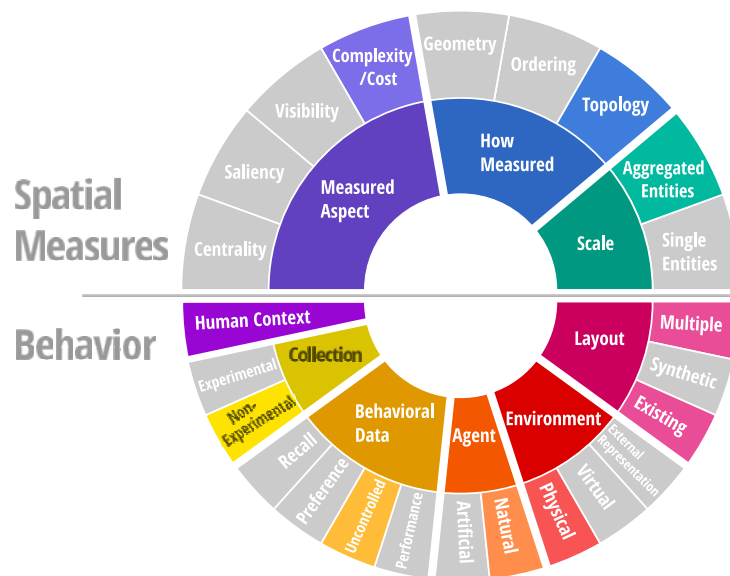 Spatial
Measures
Behavior
Complexity
/Cost
Visibility
Saliency
Centrality
Measured
Aspect
Geometry
Ordering
Topology
How
Measured
Aggregated
Entities
Single
Entities
Scale
Human Context
Collection
Experimental
Non-
Experimental
Behavioral
Data
Recall
Preference
Uncontrolled
Performance
Agent
Artificial
Natural
Environment
Physical
Virtual
External
Representation
Layout
Multiple
Synthetic
Existing